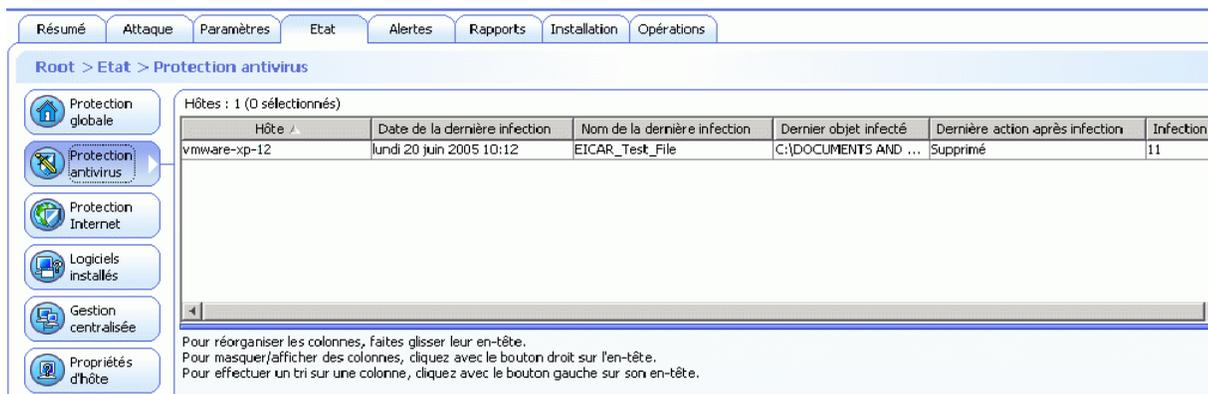 Résumé Attaque Paramètres Etat Alertes Rapports Installation Opérations
Root > Etat > Protection antivirus
Protection
globale
Protection
antivirus
Protection
Internet
Logiciels
installés
Gestion
centralisée
Propriétés
d'hôte
Hôtes : 1 (0 sélectionnés)
Hôte Date de la dernière infection Nom de la dernière infection Dernier objet infecté Dernière action après infection Infection
vmware-xp-12 lundi 20 juin 2005 10:12 EICAR_Test_File C:\DOCUMENTS AND ... Supprimé 11
Pour réorganiser les colonnes, faites glisser leur en-tête.
Pour masquer/afficher des colonnes, cliquez avec le bouton droit sur l'en-tête.
Pour effectuer un tri sur une colonne, cliquez avec le bouton gauche sur son en-tête.